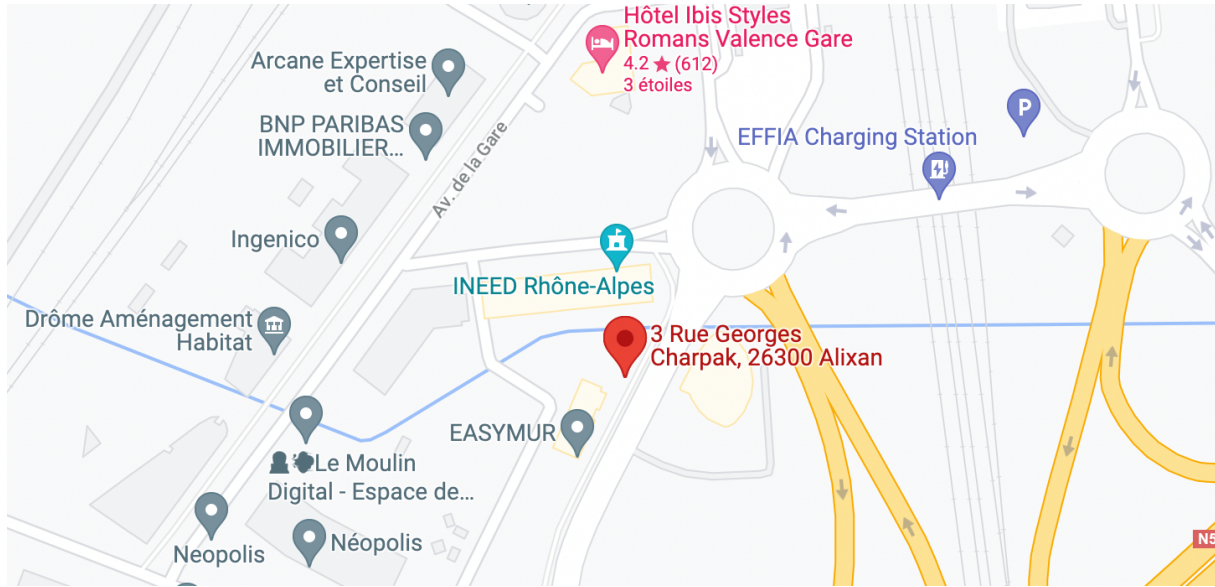 Hôtel Ibis Styles
Romans Valence Gare
4.2 ★ (612)
3 étoiles
Arcane Expertise
et Conseil
P
BNP PARIBAS
IMMOBILIER...
EFFIA Charging Station
Av. de la Gare
Ingenico
INEED Rhône-Alpes
Drôme Aménagement
Habitat
3 Rue Georges
Charpak, 26300 Alixan
EASYMUR
Le Moulin
Digital - Espace de...
Neopolis
Néopolis
N5